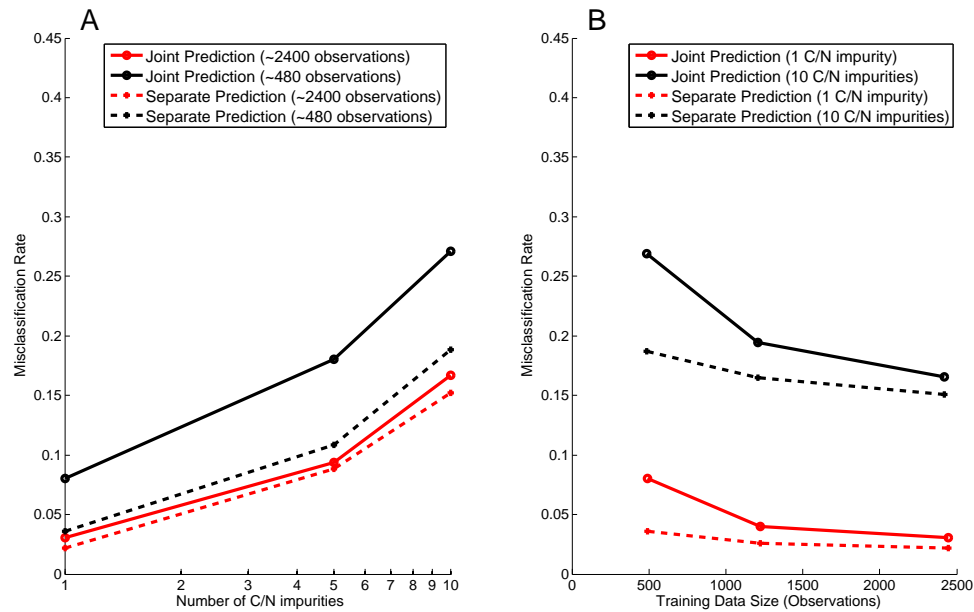 A
0.45
0.4
0.35
0.3
0.25
0.2
0.15
0.1
0.05
0
Misclassification Rate
Joint Prediction (~2400 observations)
Joint Prediction (~480 observations)
Separate Prediction (~2400 observations)
Separate Prediction (~480 observations)
1 2 3 4 5 6 7 8 9 10
Number of C/N impurities
B
0.45
0.4
0.35
0.3
0.25
0.2
0.15
0.1
0.05
0
Misclassification Rate
Joint Prediction (1 C/N impurity)
Joint Prediction (10 C/N impurities)
Separate Prediction (1 C/N impurity)
Separate Prediction (10 C/N impurities)
0 500 1000 1500 2000 2500
Training Data Size (Observations)